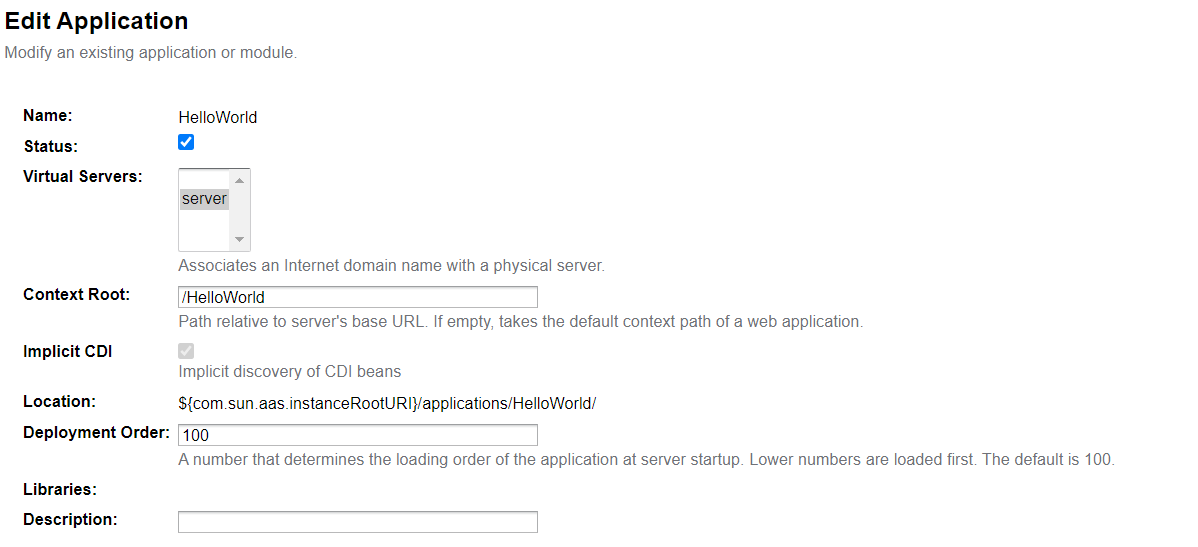 Edit Application
Modify an existing application or module.
Name: HelloWorld
Status:
Virtual Servers: server
Associates an Internet domain name with a physical server.
Context Root: /HelloWorld
Path relative to server's base URL. If empty, takes the default context path of a web application.
Implicit CDI
Implicit discovery of CDI beans
Location: ${com.sun.aas.instanceRootURI}/applications/HelloWorld/
Deployment Order: 100
A number that determines the loading order of the application at server startup. Lower numbers are loaded first. The default is 100.
Libraries:
Description: